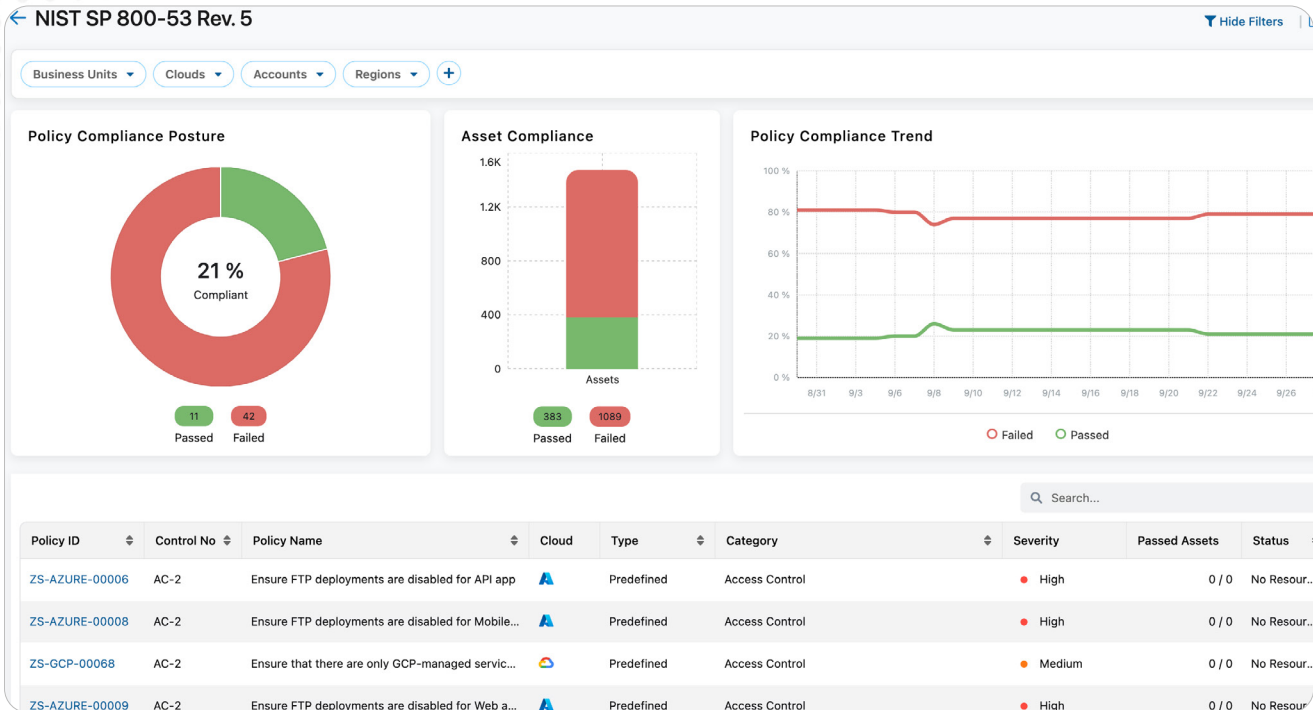 NIST SP 800-53 Rev. 5
Hide Filters
Business Units Clouds Accounts Regions +
Policy Compliance Posture
21 %
Compliant
11 42
Passed Failed
Asset Compliance
1.6K
1.2K
800
400
0
Assets
383 1089
Passed Failed
Policy Compliance Trend
100 %
80 %
60 %
40 %
20 %
0 %
8/31 9/3 9/6 9/8 9/10 9/12 9/14 9/16 9/18 9/20 9/22 9/24 9/26
Failed Passed
Search...
Policy ID Control No Policy Name Cloud Type Category Severity Passed Assets Status
ZS-AZURE-00006 AC-2 Ensure FTP deployments are disabled for API app Predefined Access Control High 0 / 0 No Resour...
ZS-AZURE-00008 AC-2 Ensure FTP deployments are disabled for Mobile... Predefined Access Control High 0 / 0 No Resour...
ZS-GCP-00068 AC-2 Ensure that there are only GCP-managed servic... Predefined Access Control Medium 0 / 0 No Resour...
ZS-AZURE-00009 AC-2 Ensure FTP deployments are disabled for Web a... Predefined Access Control High 0 / 0 No Resour